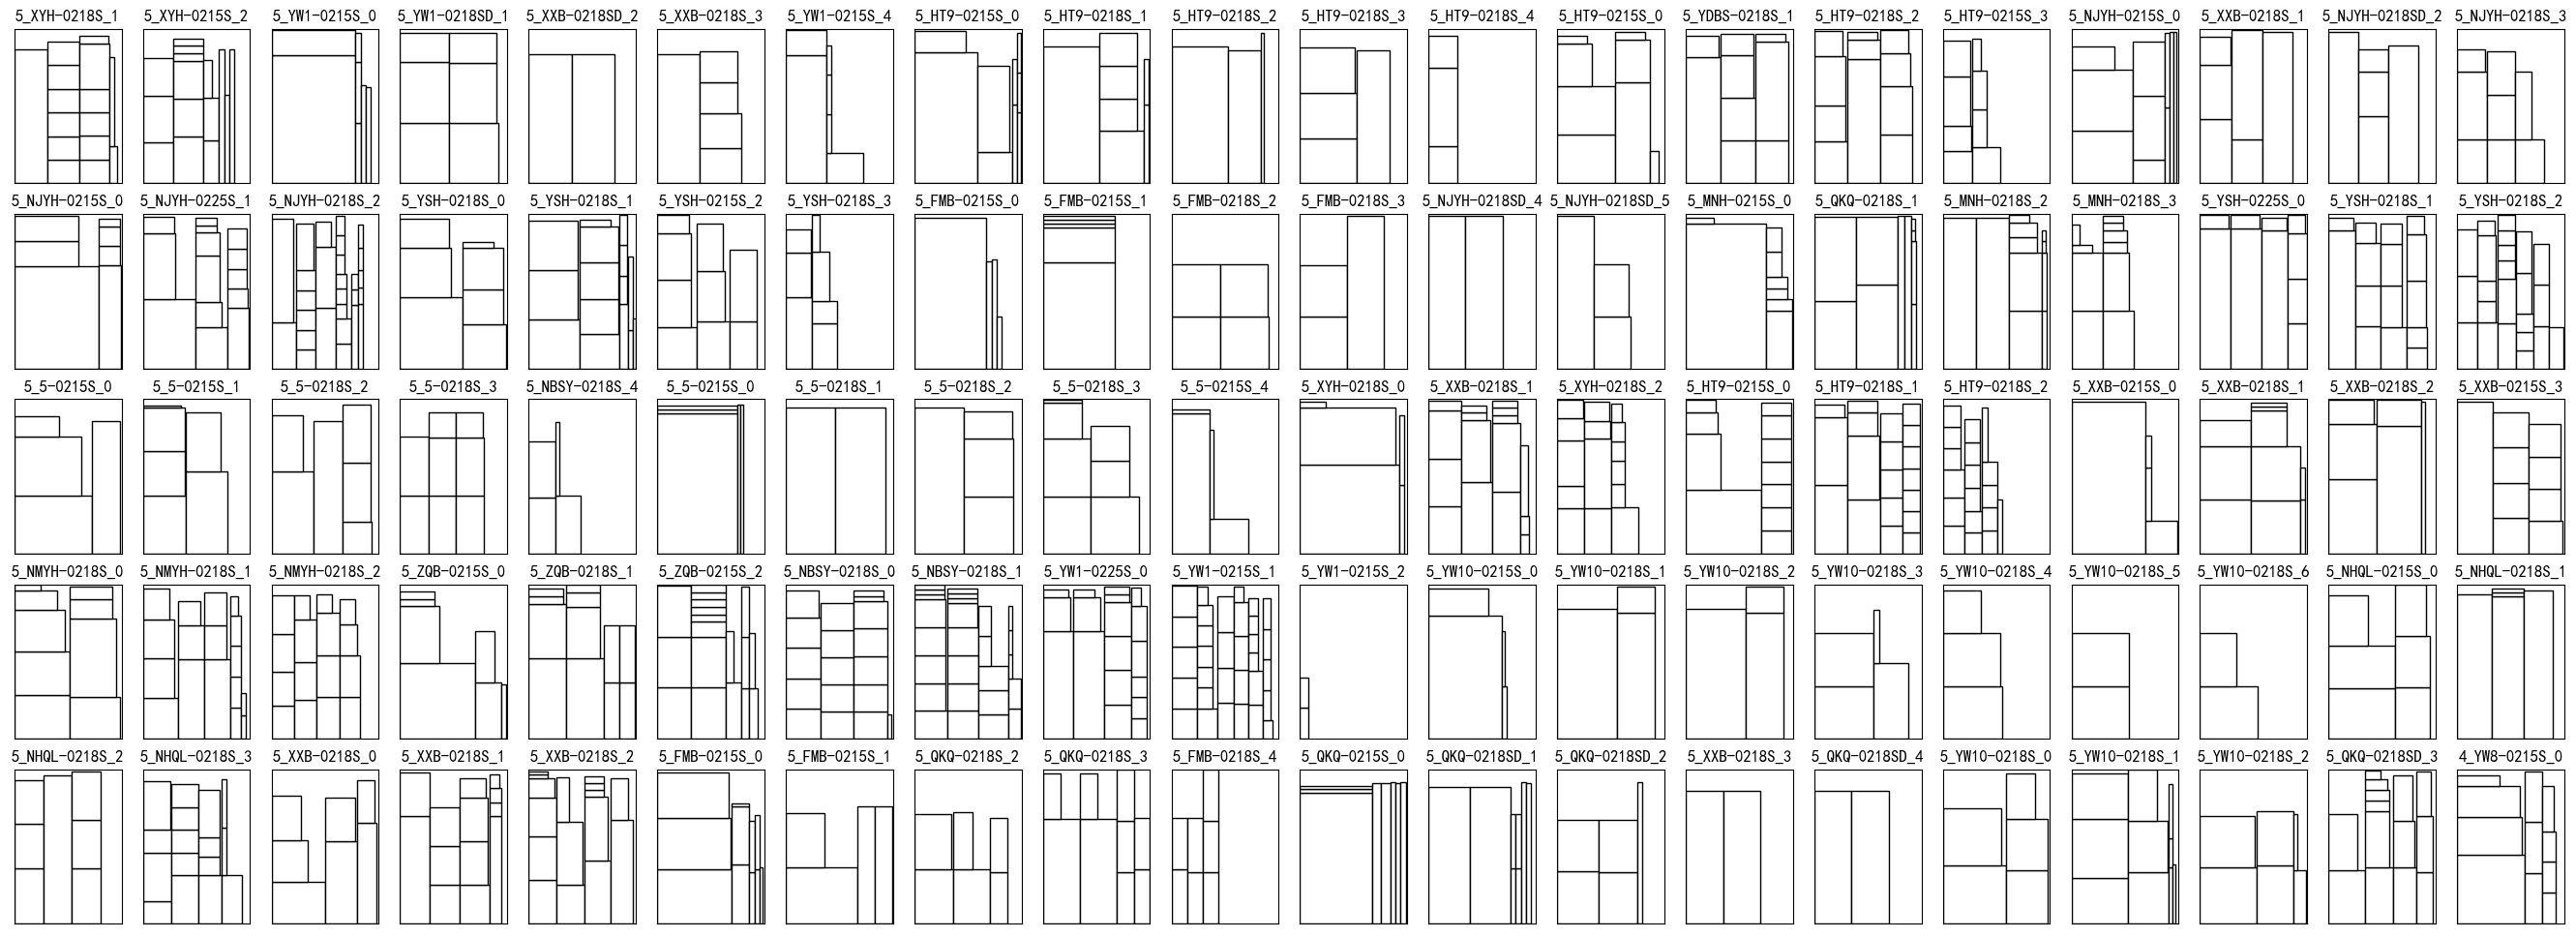 5_XYH-0218S_1 5_XYH-0215S_2 5_YW1-0215S_0 5_YW1-0218SD_1 5_XXB-0218SD_2 5_XXB-0218S_3 5_YW1-0215S_4 5_HT9-0215S_0 5_HT9-0218S_1 5_HT9-0218S_2 5_HT9-0218S_3 5_HT9-0218S_4 5_HT9-0215S_0 5_YDBS-0218S_1 5_HT9-0218S_2 5_HT9-0215S_3 5_NJYH-0215S_0 5_XXB-0218S_1 5_NJYH-0218SD_2 5_NJYH-0218S_3
5_NJYH-0215S_0 5_NJYH-0225S_1 5_NJYH-0218S_2 5_YSH-0218S_0 5_YSH-0218S_1 5_YSH-0215S_2 5_YSH-0218S_3 5_FMB-0215S_0 5_FMB-0215S_1 5_FMB-0218S_2 5_FMB-0218S_3 5_NJYH-0218SD_4 5_NJYH-0218SD_5 5_MNH-0215S_0 5_QKQ-0218S_1 5_MNH-0218S_2 5_MNH-0218S_3 5_YSH-0225S_0 5_YSH-0218S_1 5_YSH-0218S_2
5_5-0215S_0 5_5-0215S_1 5_5-0218S_2 5_5-0218S_3 5_NBSY-0218S_4 5_5-0215S_0 5_5-0218S_1 5_5-0218S_2 5_5-0218S_3 5_5-0215S_4 5_XYH-0218S_0 5_XXB-0218S_1 5_XYH-0218S_2 5_HT9-0215S_0 5_HT9-0218S_1 5_HT9-0218S_2 5_XXB-0215S_0 5_XXB-0218S_1 5_XXB-0218S_2 5_XXB-0215S_3
5_NMYH-0218S_0 5_NMYH-0218S_1 5_NMYH-0218S_2 5_ZQB-0215S_0 5_ZQB-0218S_1 5_ZQB-0215S_2 5_NBSY-0218S_0 5_NBSY-0218S_1 5_YW1-0225S_0 5_YW1-0215S_1 5_YW1-0215S_2 5_YW10-0215S_0 5_YW10-0218S_1 5_YW10-0218S_2 5_YW10-0218S_3 5_YW10-0218S_4 5_YW10-0218S_5 5_YW10-0218S_6 5_NHQL-0215S_0 5_NHQL-0218S_1
5_NHQL-0218S_2 5_NHQL-0218S_3 5_XXB-0218S_0 5_XXB-0218S_1 5_XXB-0218S_2 5_FMB-0215S_0 5_FMB-0215S_1 5_QKQ-0218S_2 5_QKQ-0218S_3 5_FMB-0218S_4 5_QKQ-0215S_0 5_QKQ-0218SD_1 5_QKQ-0218SD_2 5_XXB-0218S_3 5_QKQ-0218SD_4 5_YW10-0218S_0 5_YW10-0218S_1 5_YW10-0218S_2 5_QKQ-0218SD_3 4_YW8-0215S_0